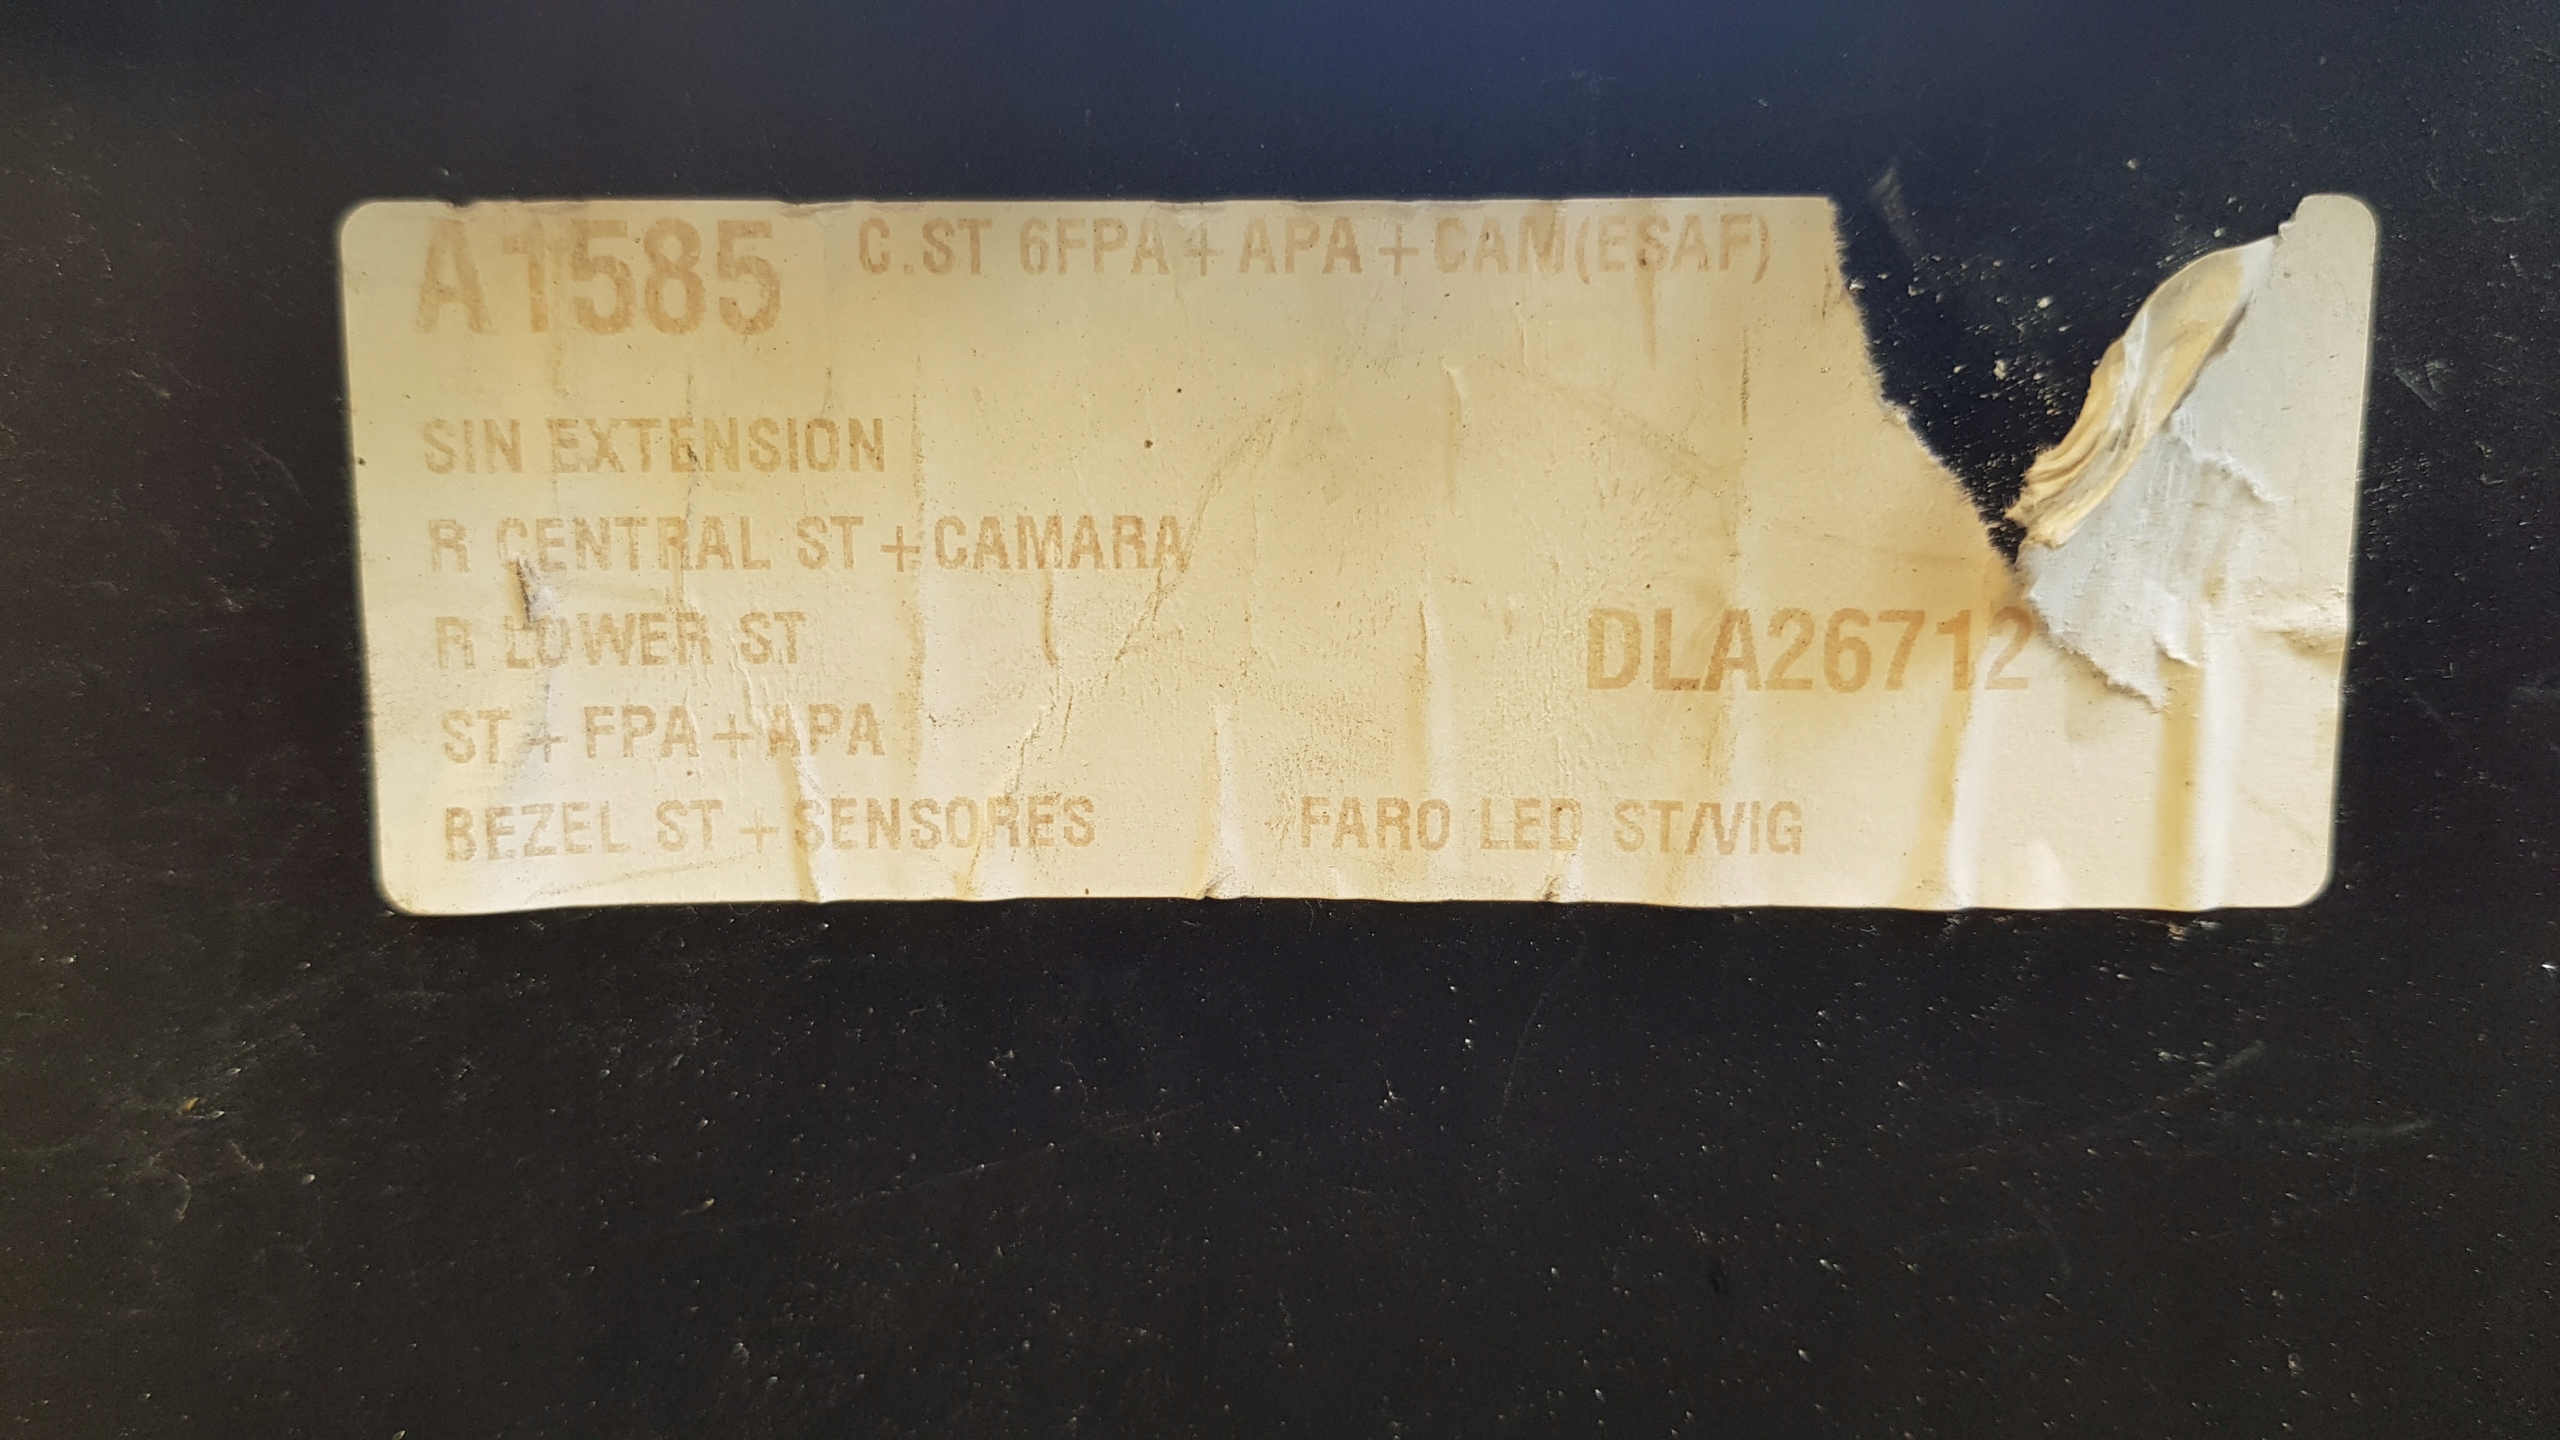 A1585 C.ST 6FPA+APA+CAM(ESAF)
SIN EXTENSION
R CENTRAL ST+CAMARA
R LOWER ST
DLA26712
ST+FPA+APA
BEZEL ST+SENSORES FARO LED ST/VIG